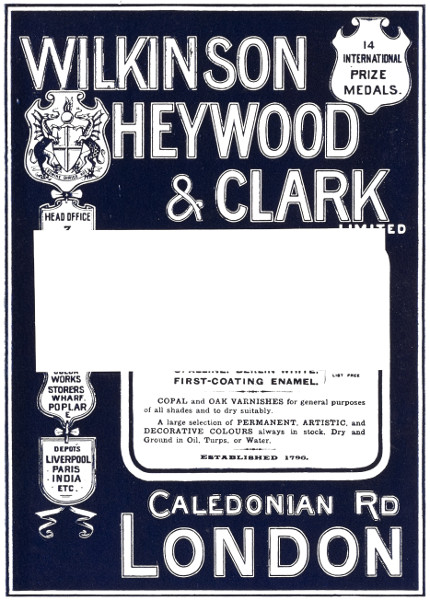 WILKINSON
HEYWOOD
& CLARK
LIMITED
14
INTERNATIONAL
PRIZE
MEDALS.
HEAD OFFICE
WORKS
STORERS
WHARF.
POPLAR
E.
DEPOTS
LIVERPOOL
PARIS
INDIA
ETC.
FIRST-COATING ENAMEL.
LIST FREE
COPAL and OAK VARNISHES for general purposes
of all shades and to dry suitably.
A large selection of PERMANENT, ARTISTIC, and
DECORATIVE COLOURS always in stock, Dry and
Ground in Oil, Turps, or Water.
ESTABLISHED 1796.
CALEDONIAN RD
LONDON